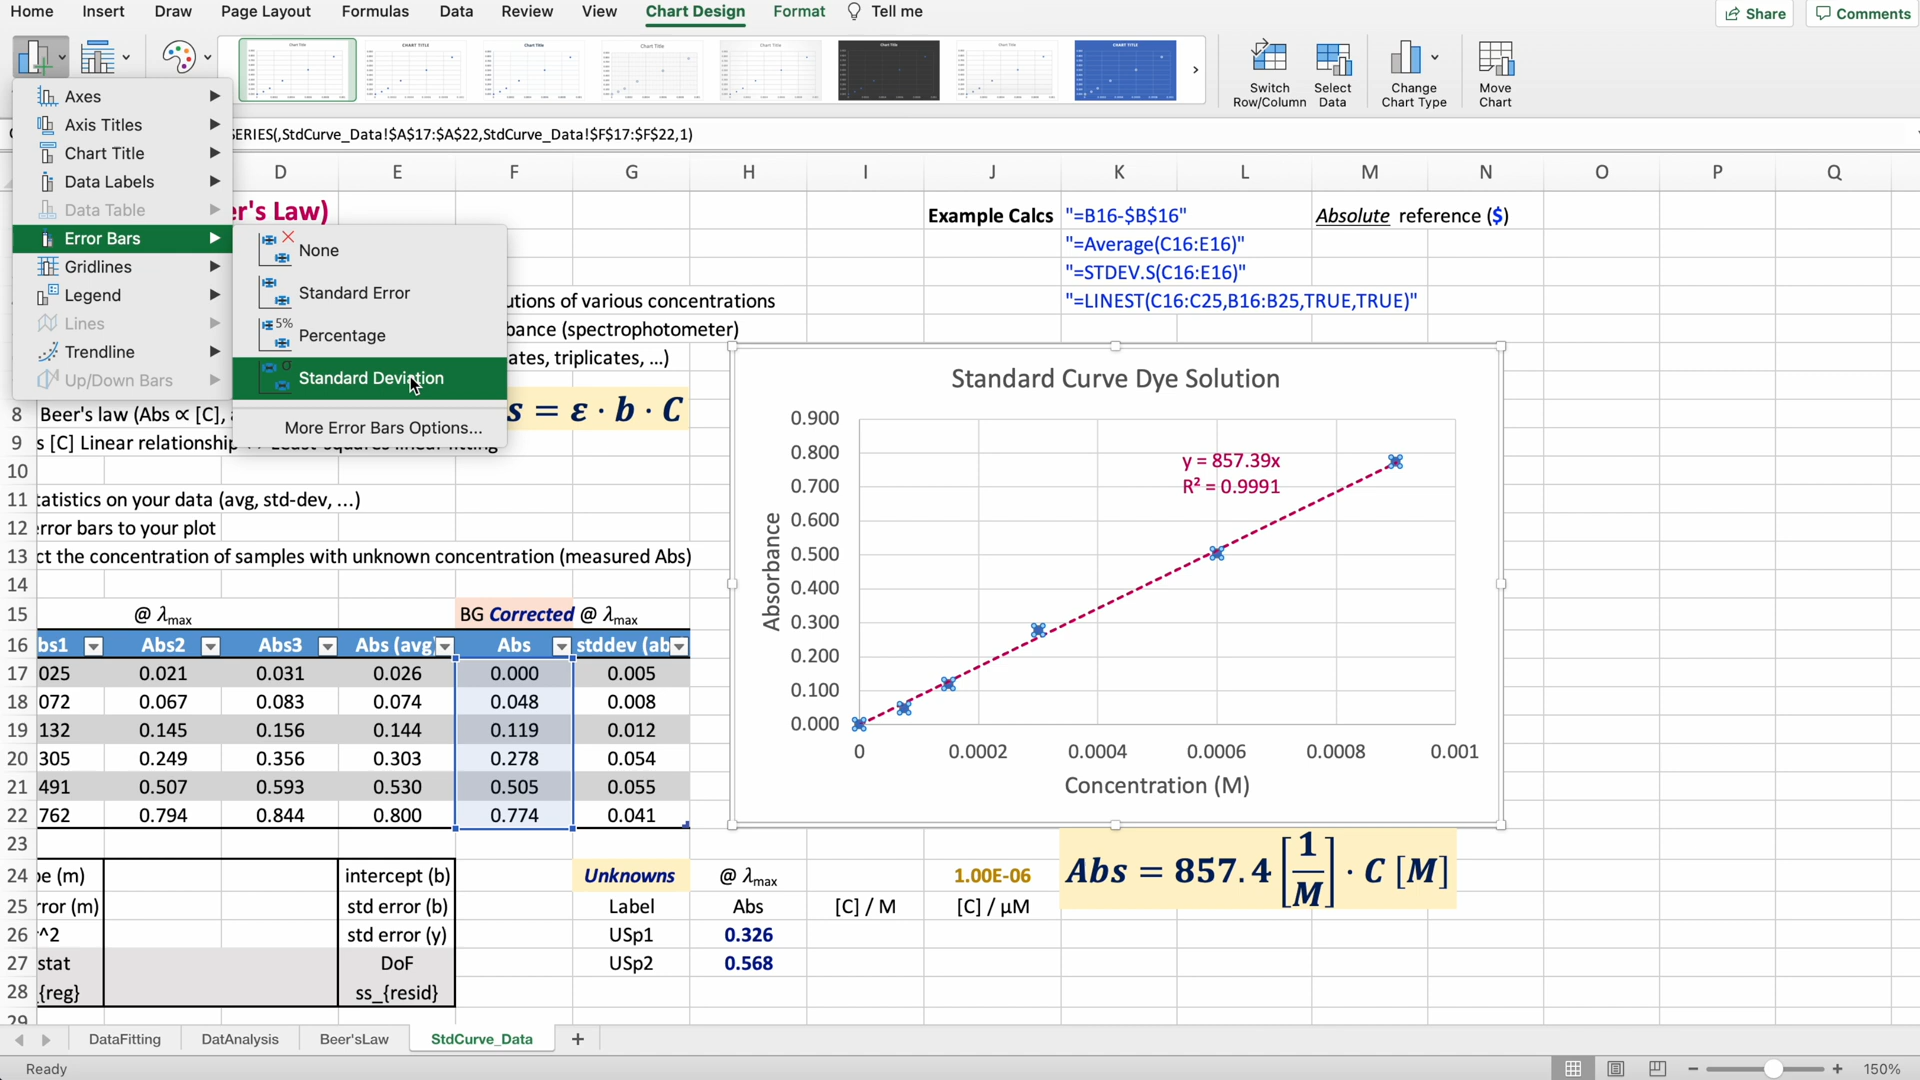 Home Insert Draw Page Layout Formulas Data Review View Chart Design Format Tell me Share Comments
Switch Row/Column
Select Data
Change Chart Type
Move Chart
Axes
Axis Titles
Chart Title
Data Labels
Data Table
Error Bars
Gridlines
Legend
Lines
Trendline
Up/Down Bars
None
Standard Error
5% Percentage
Standard Deviation
More Error Bars Options...
SERIES(,StdCurve_Data!$A$17:$A$22,StdCurve_Data!$F$17:$F$22,1)
D E F G H I J K L M N O P Q
er's Law)
Example Calcs "=B16-$B$16" Absolute reference ($)
"=Average(C16:E16)"
"=STDEV.S(C16:E16)"
utions of various concentrations "=LINEST(C16:C25,B16:B25,TRUE,TRUE)"
bance (spectrophotometer)
ates, triplicates, ...)
8 Beer's law (Abs ∝ [C], s = ε · b · C
9 s [C] Linear relationship
10
11 tatistics on your data (avg, std-dev, ...)
12 error bars to your plot
13 ct the concentration of samples with unknown concentration (measured Abs)
14
15 @ λmax BG Corrected @ λmax
16 bs1 Abs2 Abs3 Abs (avg Abs stddev (ab
17 025 0.021 0.031 0.026 0.000 0.005
18 072 0.067 0.083 0.074 0.048 0.008
19 132 0.145 0.156 0.144 0.119 0.012
20 305 0.249 0.356 0.303 0.278 0.054
21 491 0.507 0.593 0.530 0.505 0.055
22 762 0.794 0.844 0.800 0.774 0.041
23
Standard Curve Dye Solution
0.900
0.800
0.700
0.600
0.500
0.400
0.300
0.200
0.100
0.000
Absorbance
y = 857.39x
R² = 0.9991
0 0.0002 0.0004 0.0006 0.0008 0.001
Concentration (M)
24 pe (m) intercept (b) Unknowns @ λmax 1.00E-06 Abs = 857.4 [1/M] · C [M]
25 rror (m) std error (b) Label Abs [C] / M [C] / µM
26 ^2 std error (y) USp1 0.326
27 stat DoF USp2 0.568
28 _{reg} ss_{resid}
29
DataFitting DatAnalysis Beer'sLaw StdCurve_Data +
Ready 150%